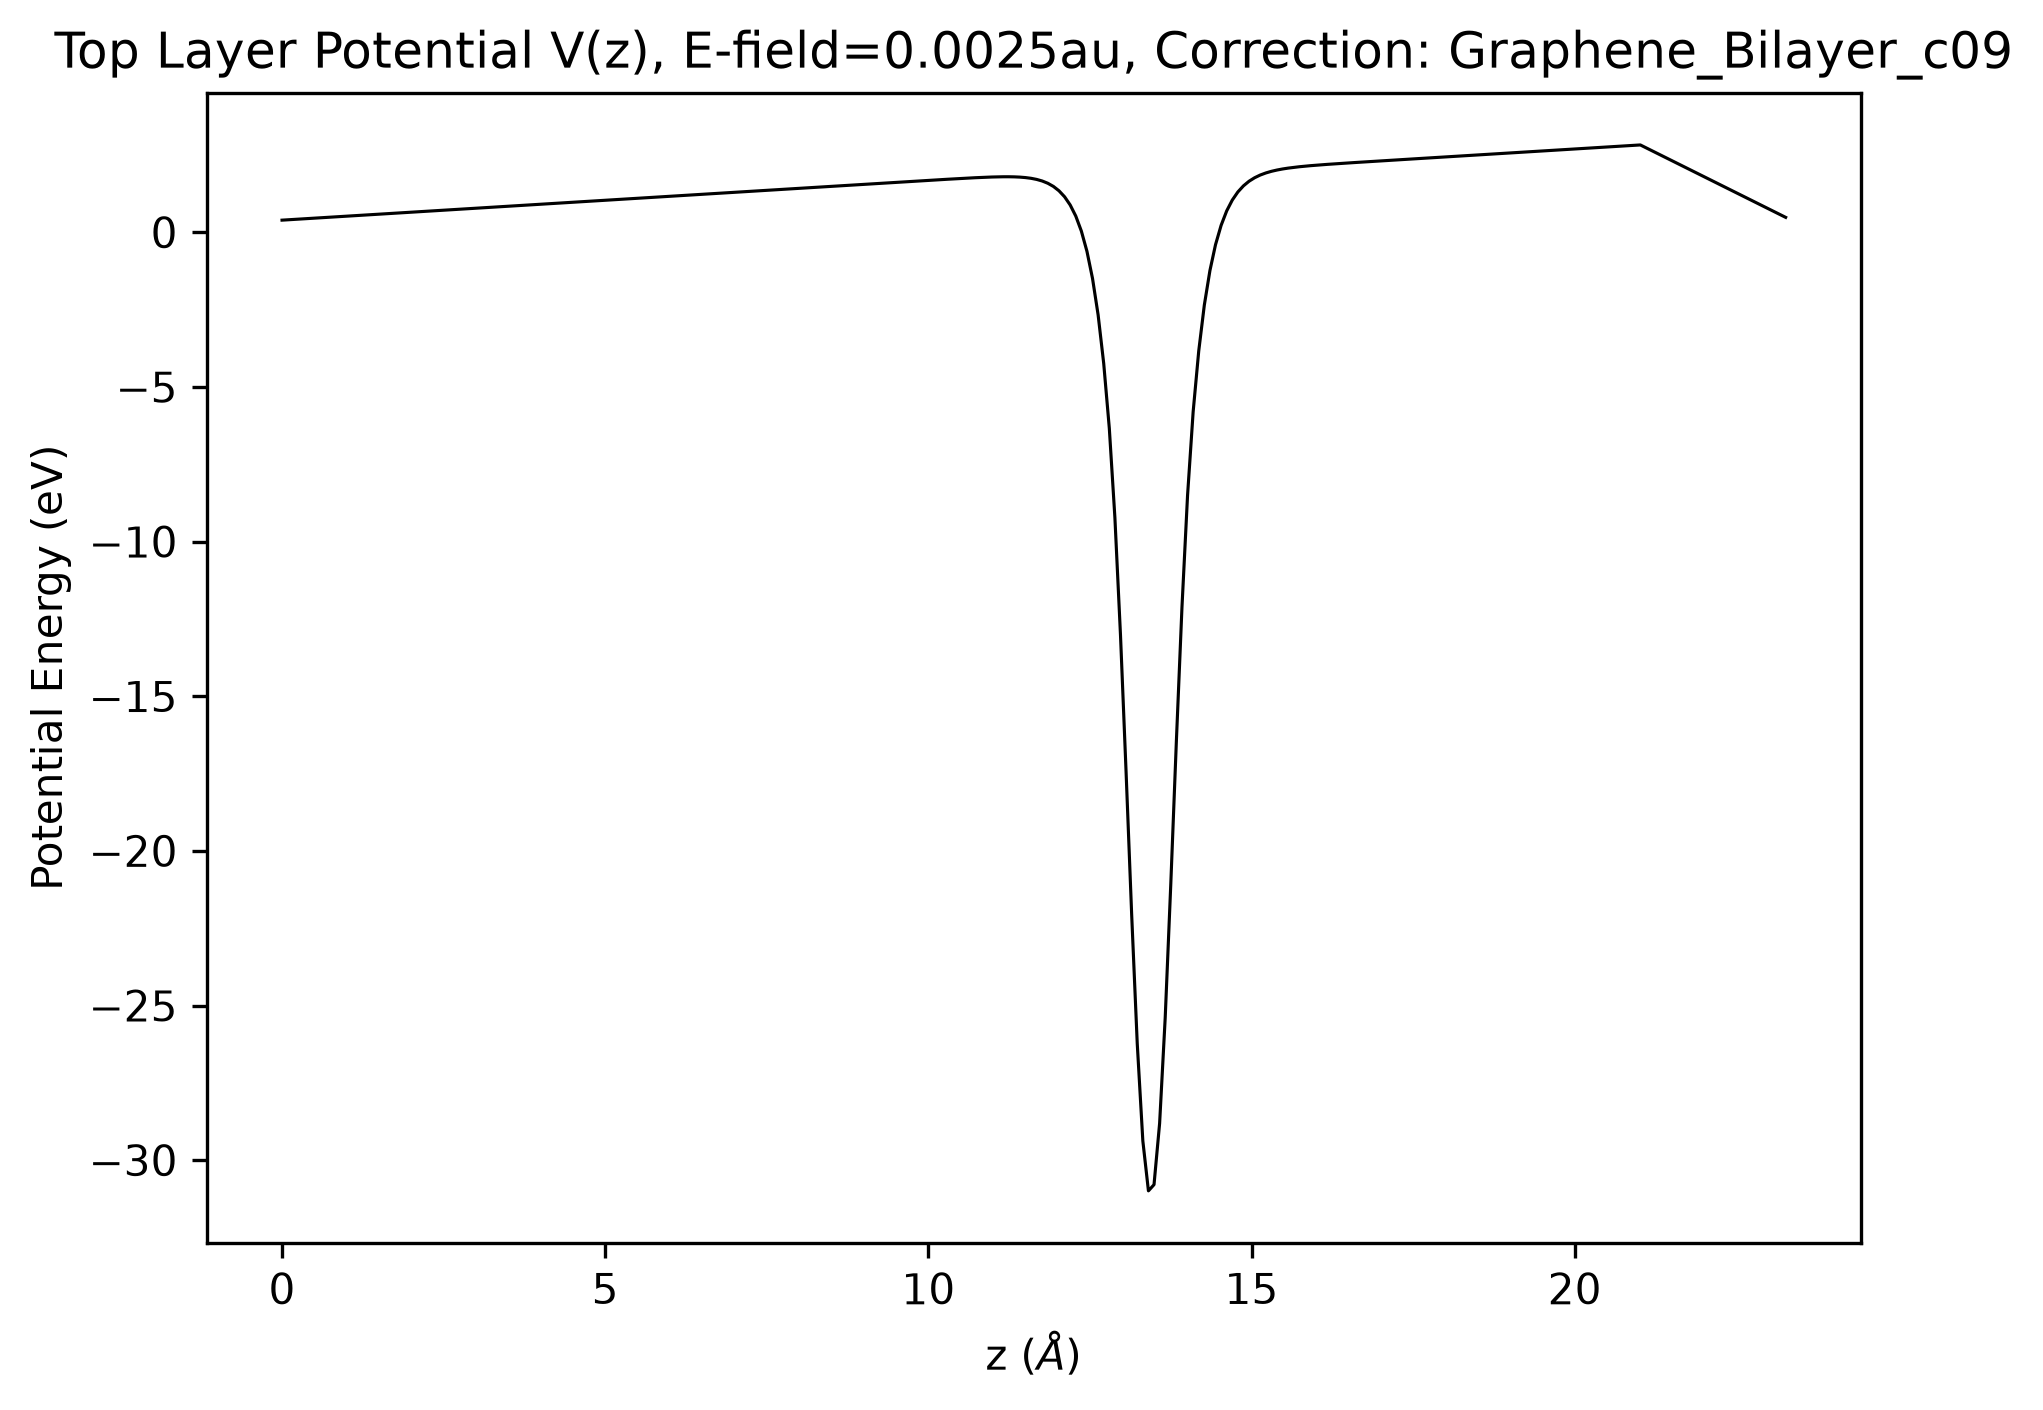 Top Layer Potential V(z), E-field=0.0025au, Correction: Graphene_Bilayer_c09
Potential Energy (eV)
0
−5
−10
−15
−20
−25
−30
0 5 10 15 20
z (Å)